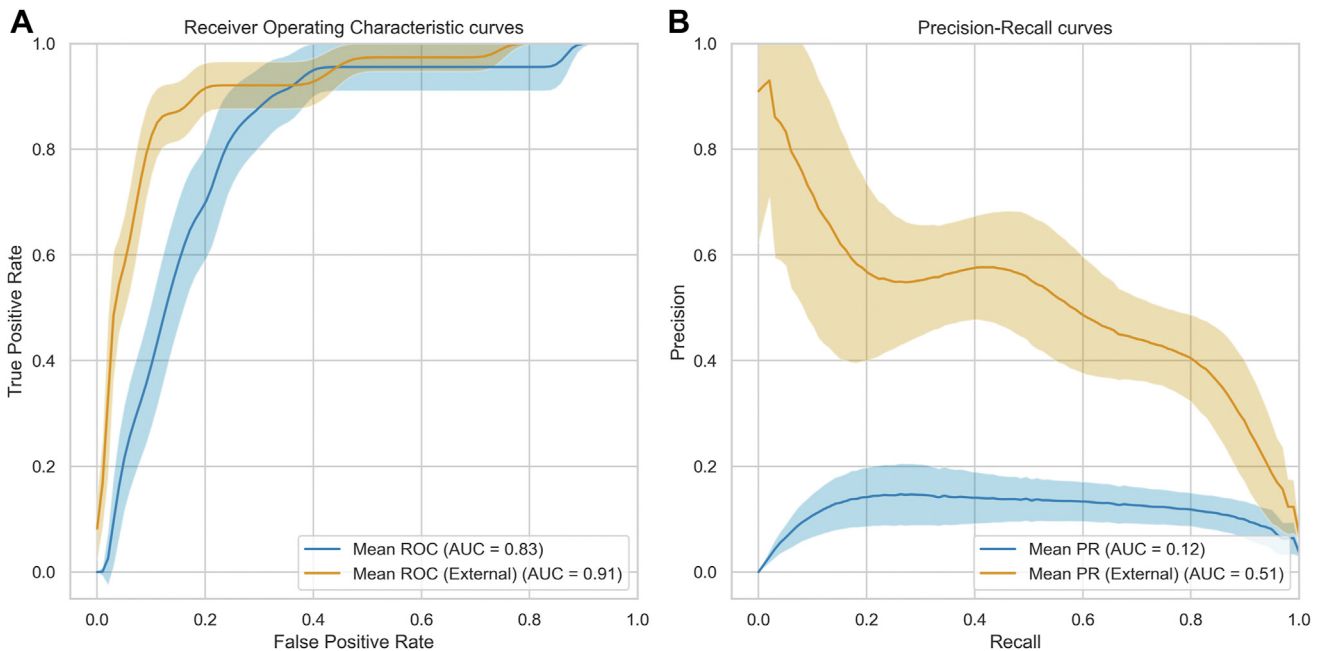 A
Receiver Operating Characteristic curves
True Positive Rate
1.0
0.8
0.6
0.4
0.2
0.0
Mean ROC (AUC = 0.83)
Mean ROC (External) (AUC = 0.91)
0.0 0.2 0.4 0.6 0.8 1.0
False Positive Rate
B
Precision-Recall curves
Precision
1.0
0.8
0.6
0.4
0.2
0.0
Mean PR (AUC = 0.12)
Mean PR (External) (AUC = 0.51)
0.0 0.2 0.4 0.6 0.8 1.0
Recall